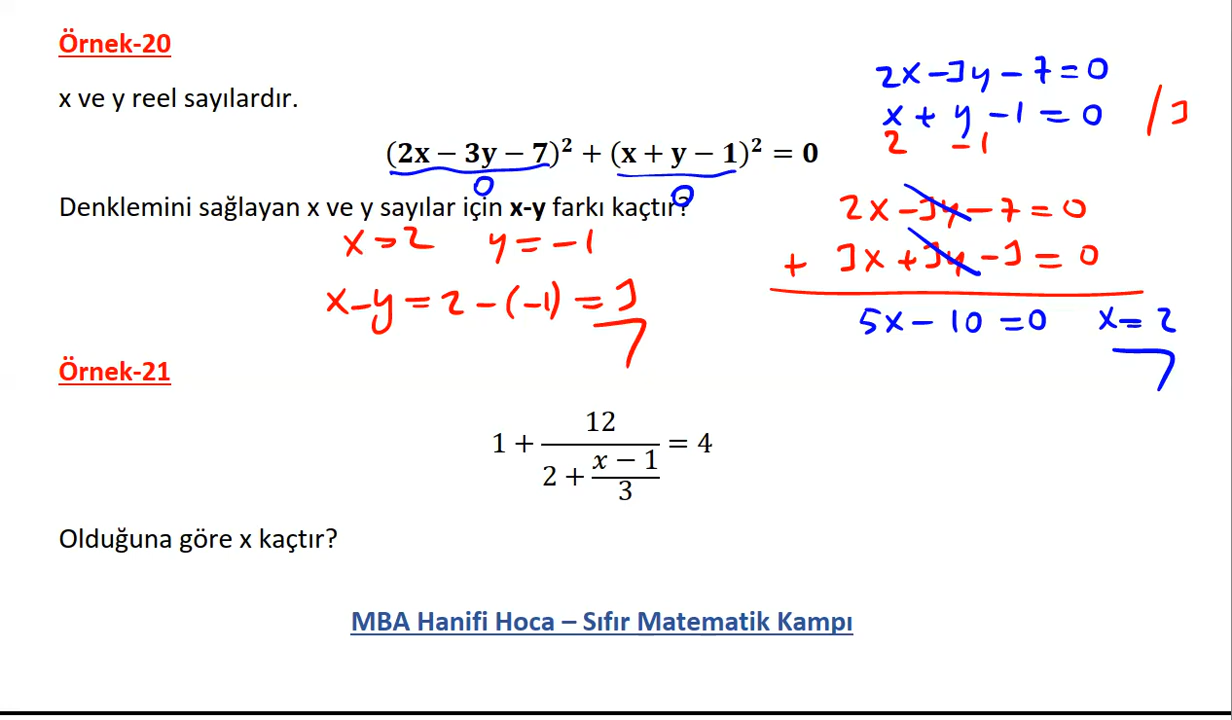 Örnek-20
x ve y reel sayılardır.
(2x − 3y − 7)² + (x + y − 1)² = 0
0 0
Denklemini sağlayan x ve y sayılar için x-y farkı kaçtır?
x = 2 y = −1
x − y = 2 − (−1) = 3
2x − 3y − 7 = 0
x + y − 1 = 0 / 3
2 −1
2x − 3y − 7 = 0
+ 3x + 3y − 3 = 0
5x − 10 = 0 x = 2
Örnek-21
1 + 12 / (2 + (x − 1) / 3) = 4
Olduğuna göre x kaçtır?
MBA Hanifi Hoca – Sıfır Matematik Kampı